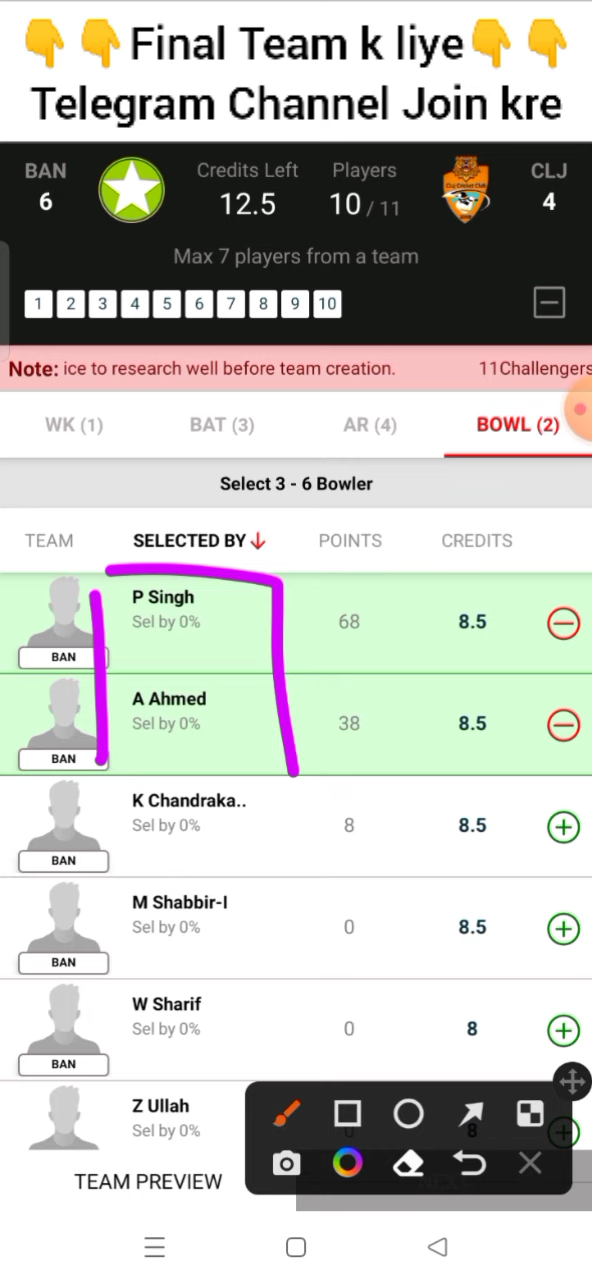 👇👇Final Team k liye👇👇
Telegram Channel Join kre
BAN
6
Credits Left
12.5
Players
10 / 11
CLJ
4
Max 7 players from a team
1 2 3 4 5 6 7 8 9 10
Note: ice to research well before team creation. 11Challengers
WK (1) BAT (3) AR (4) BOWL (2)
Select 3 - 6 Bowler
TEAM SELECTED BY POINTS CREDITS
P Singh
Sel by 0% 68 8.5
BAN
A Ahmed
Sel by 0% 38 8.5
BAN
K Chandraka..
Sel by 0% 8 8.5
BAN
M Shabbir-I
Sel by 0% 0 8.5
BAN
W Sharif
Sel by 0% 0 8
BAN
Z Ullah
Sel by 0% 0 8
TEAM PREVIEW